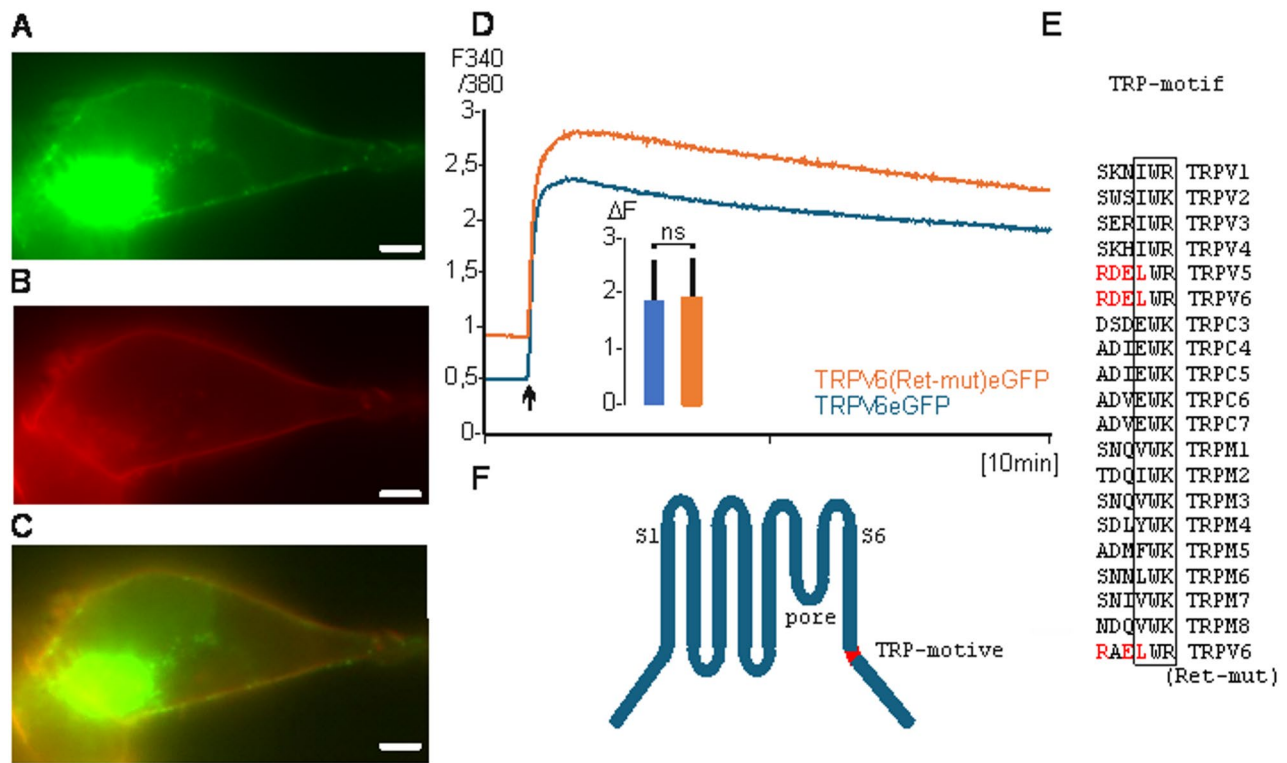 A
B
C
D
F340
/380
3-
2,5-
2-
1,5-
1-
0,5-
0-
ΔF
3-
2-
1-
0-
ns
TRPV6(Ret-mut)eGFP
TRPV6eGFP
[10min]
E
TRP-motif
SKNIWR TRPV1
SWSIWK TRPV2
SERIWR TRPV3
SKHIWR TRPV4
RDELWR TRPV5
RDELWR TRPV6
DSDEWK TRPC3
ADIEWK TRPC4
ADIEWK TRPC5
ADVEWK TRPC6
ADVEWK TRPC7
SNQVWK TRPM1
TDQIWK TRPM2
SNQVWK TRPM3
SDLYWK TRPM4
ADMFWK TRPM5
SNNLWK TRPM6
SNIVWK TRPM7
NDQVWK TRPM8
RAELWR TRPV6
(Ret-mut)
F
S1
S6
pore
TRP-motive